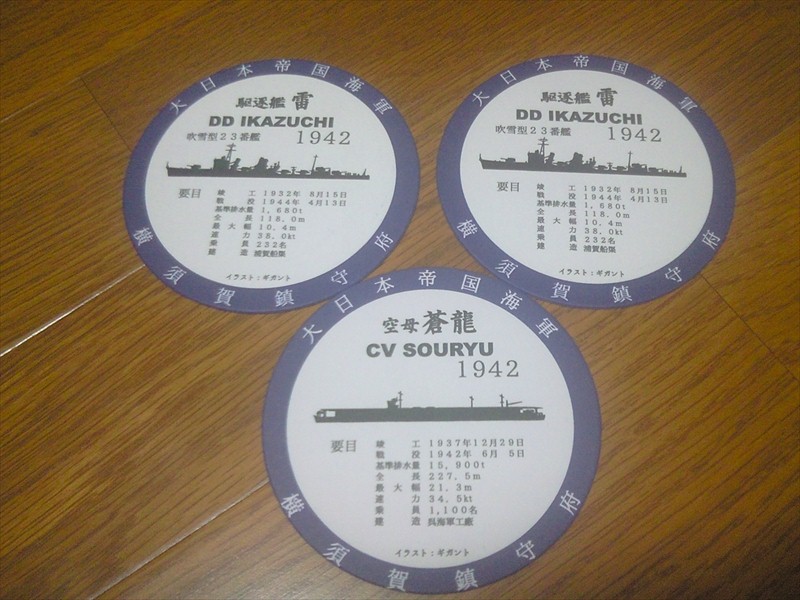 大日本帝国海軍
駆逐艦 雷
DD IKAZUCHI
吹雪型23番艦 1942
要目
竣工 1932年 8月15日
戦没 1944年 4月13日
基準排水量 1,680t
全長 118.0m
最大幅 10.4m
速力 38.0kt
乗員 232名
建造 浦賀船渠
イラスト:ギガント
横須賀鎮守府
大日本帝国海軍
駆逐艦 雷
DD IKAZUCHI
吹雪型23番艦 1942
要目
竣工 1932年 8月15日
戦没 1944年 4月13日
基準排水量 1,680t
全長 118.0m
最大幅 10.4m
速力 38.0kt
乗員 232名
建造 浦賀船渠
イラスト:ギガント
横須賀鎮守府
大日本帝国海軍
空母 蒼龍
CV SOURYU
1942
要目
竣工 1937年12月29日
戦没 1942年 6月 5日
基準排水量 15,900t
全長 227.5m
最大幅 21.3m
速力 34.5kt
乗員 1,100名
建造 呉海軍工廠
イラスト:ギガント
横須賀鎮守府